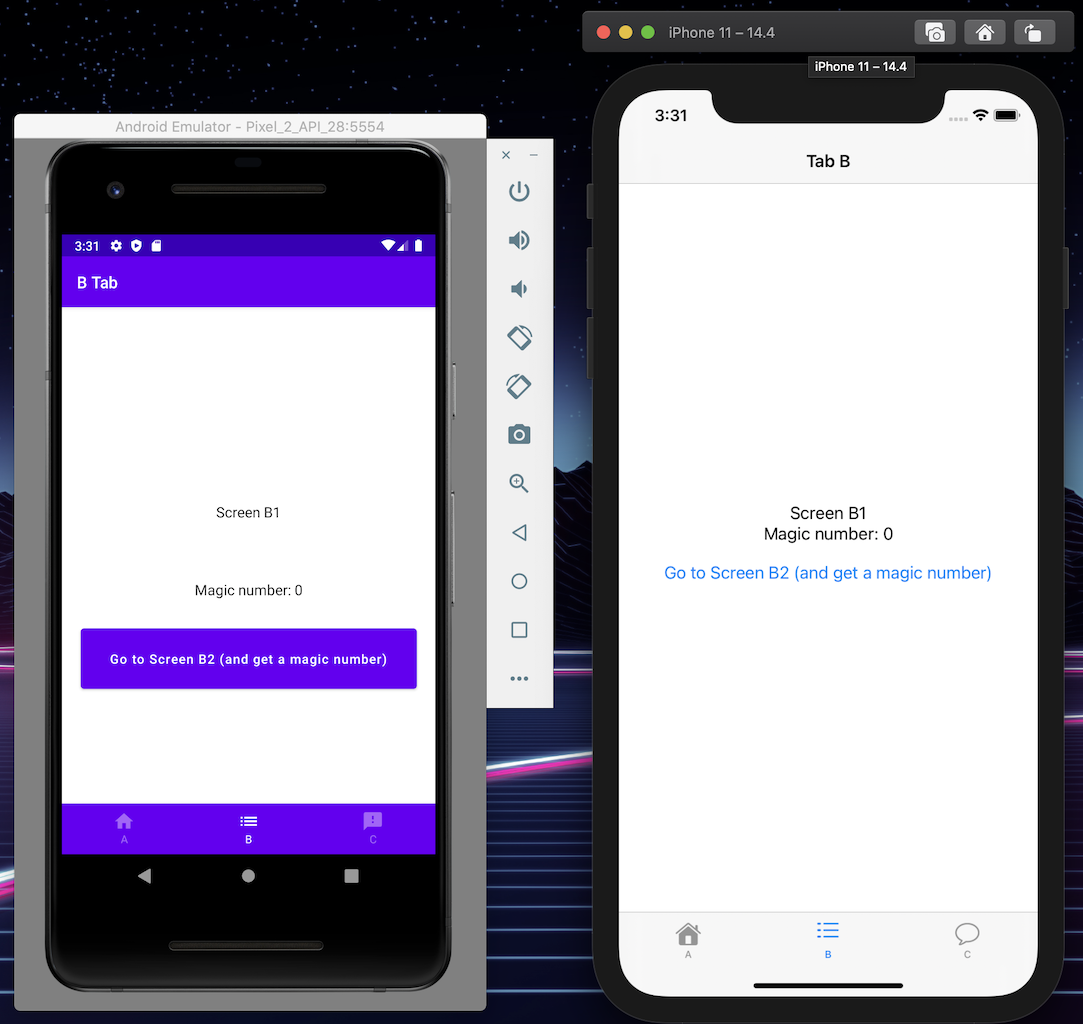 Android Emulator - Pixel_2_API_28:5554
3:31
B Tab
Screen B1
Magic number: 0
Go to Screen B2 (and get a magic number)
A
B
C
iPhone 11 – 14.4
iPhone 11 – 14.4
3:31
Tab B
Screen B1
Magic number: 0
Go to Screen B2 (and get a magic number)
A
B
C